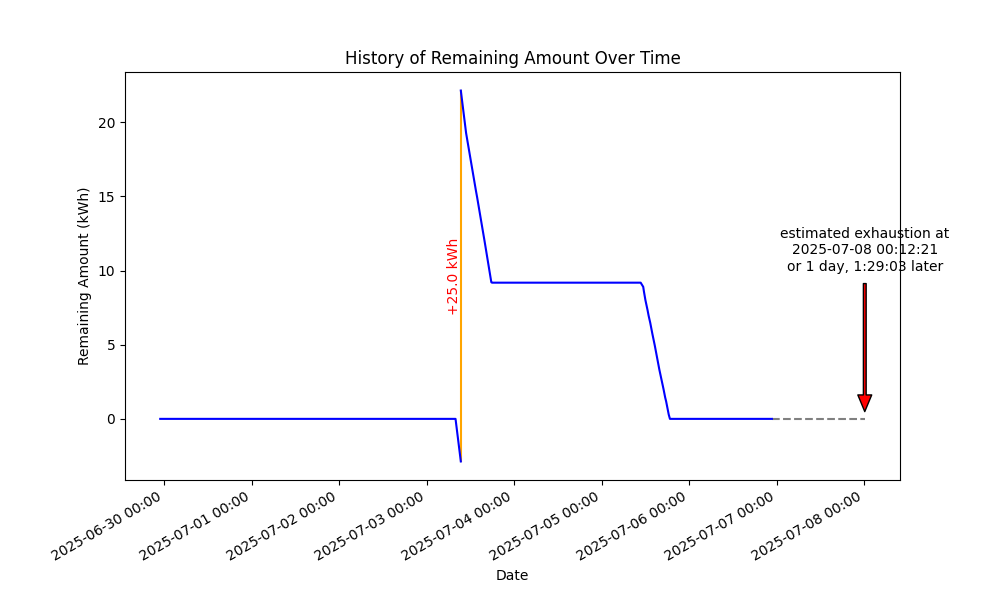 History of Remaining Amount Over Time
Remaining Amount (kWh)
20
15
10
5
0
+25.0 kWh
estimated exhaustion at
2025-07-08 00:12:21
or 1 day, 1:29:03 later
2025-06-30 00:00
2025-07-01 00:00
2025-07-02 00:00
2025-07-03 00:00
2025-07-04 00:00
2025-07-05 00:00
2025-07-06 00:00
2025-07-07 00:00
2025-07-08 00:00
Date